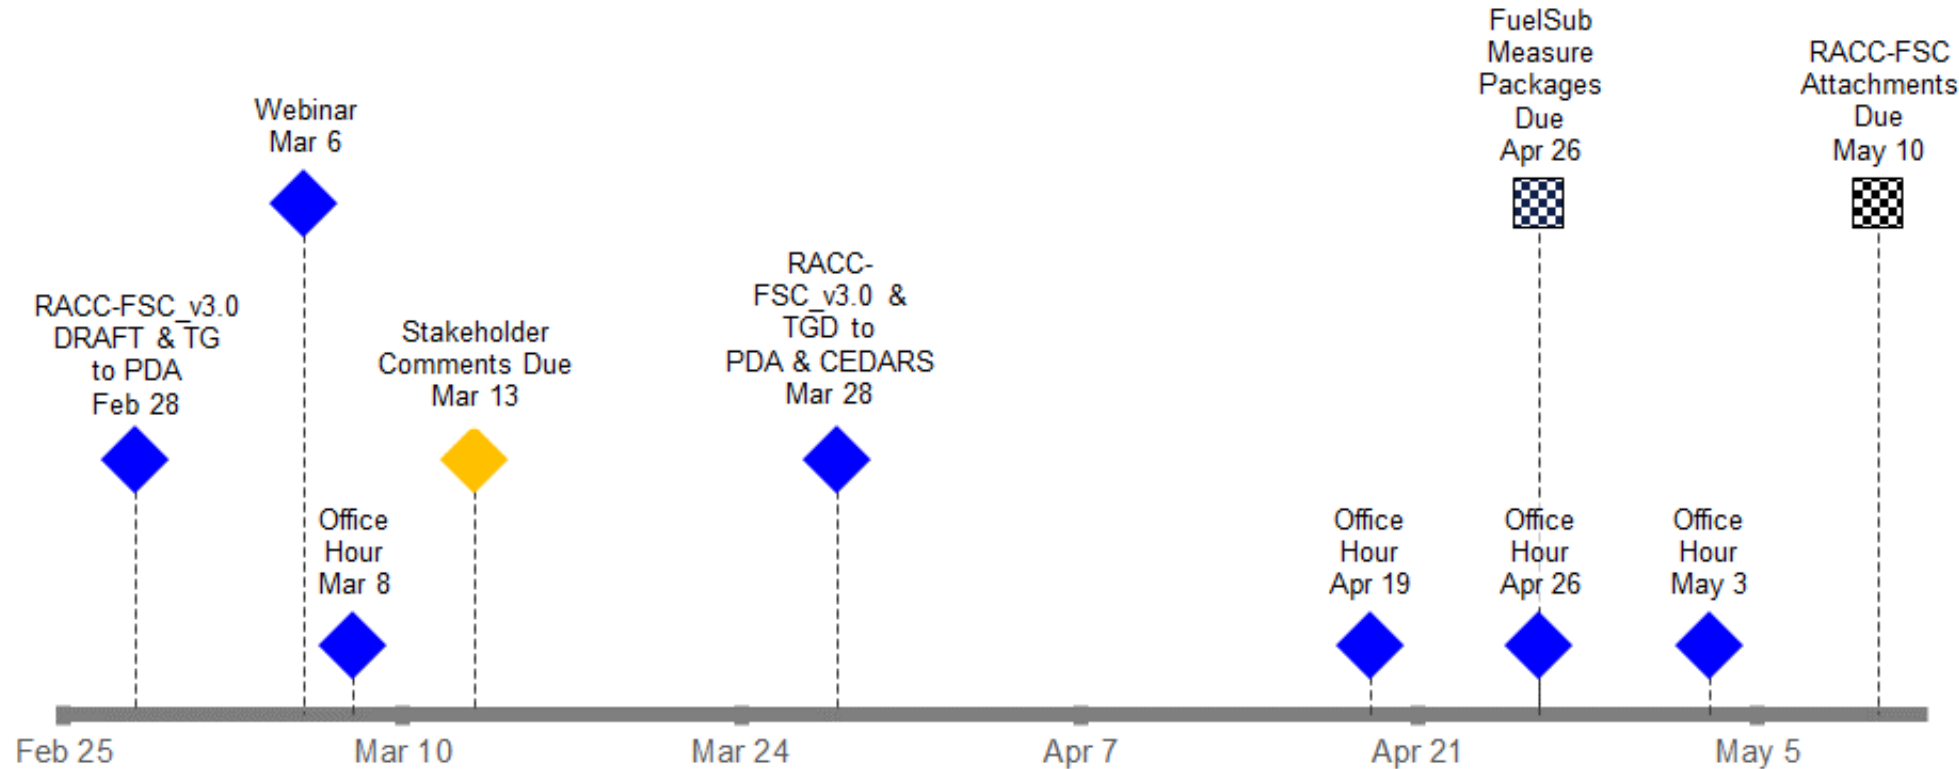 FuelSub
Measure
Packages
Due
Apr 26
RACC-FSC
Attachments
Due
May 10
Webinar
Mar 6
RACC-
FSC_v3.0 &
TGD to
PDA & CEDARS
Mar 28
RACC-FSC_v3.0
DRAFT & TG
to PDA
Feb 28
Stakeholder
Comments Due
Mar 13
Office
Hour
Mar 8
Office
Hour
Apr 19
Office
Hour
Apr 26
Office
Hour
May 3
Feb 25
Mar 10
Mar 24
Apr 7
Apr 21
May 5